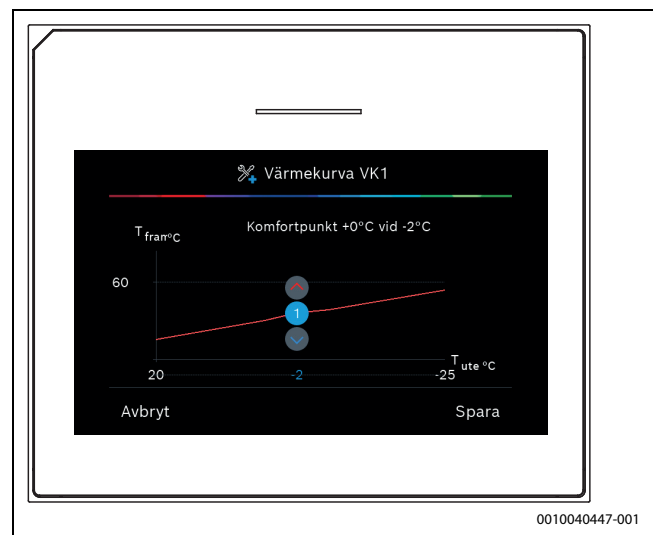 Värmekurva VK1
Komfortpunkt +0°C vid -2°C
T fram°C
60
1
T ute °C
20 -2 -25
Avbryt Spara
0010040447-001